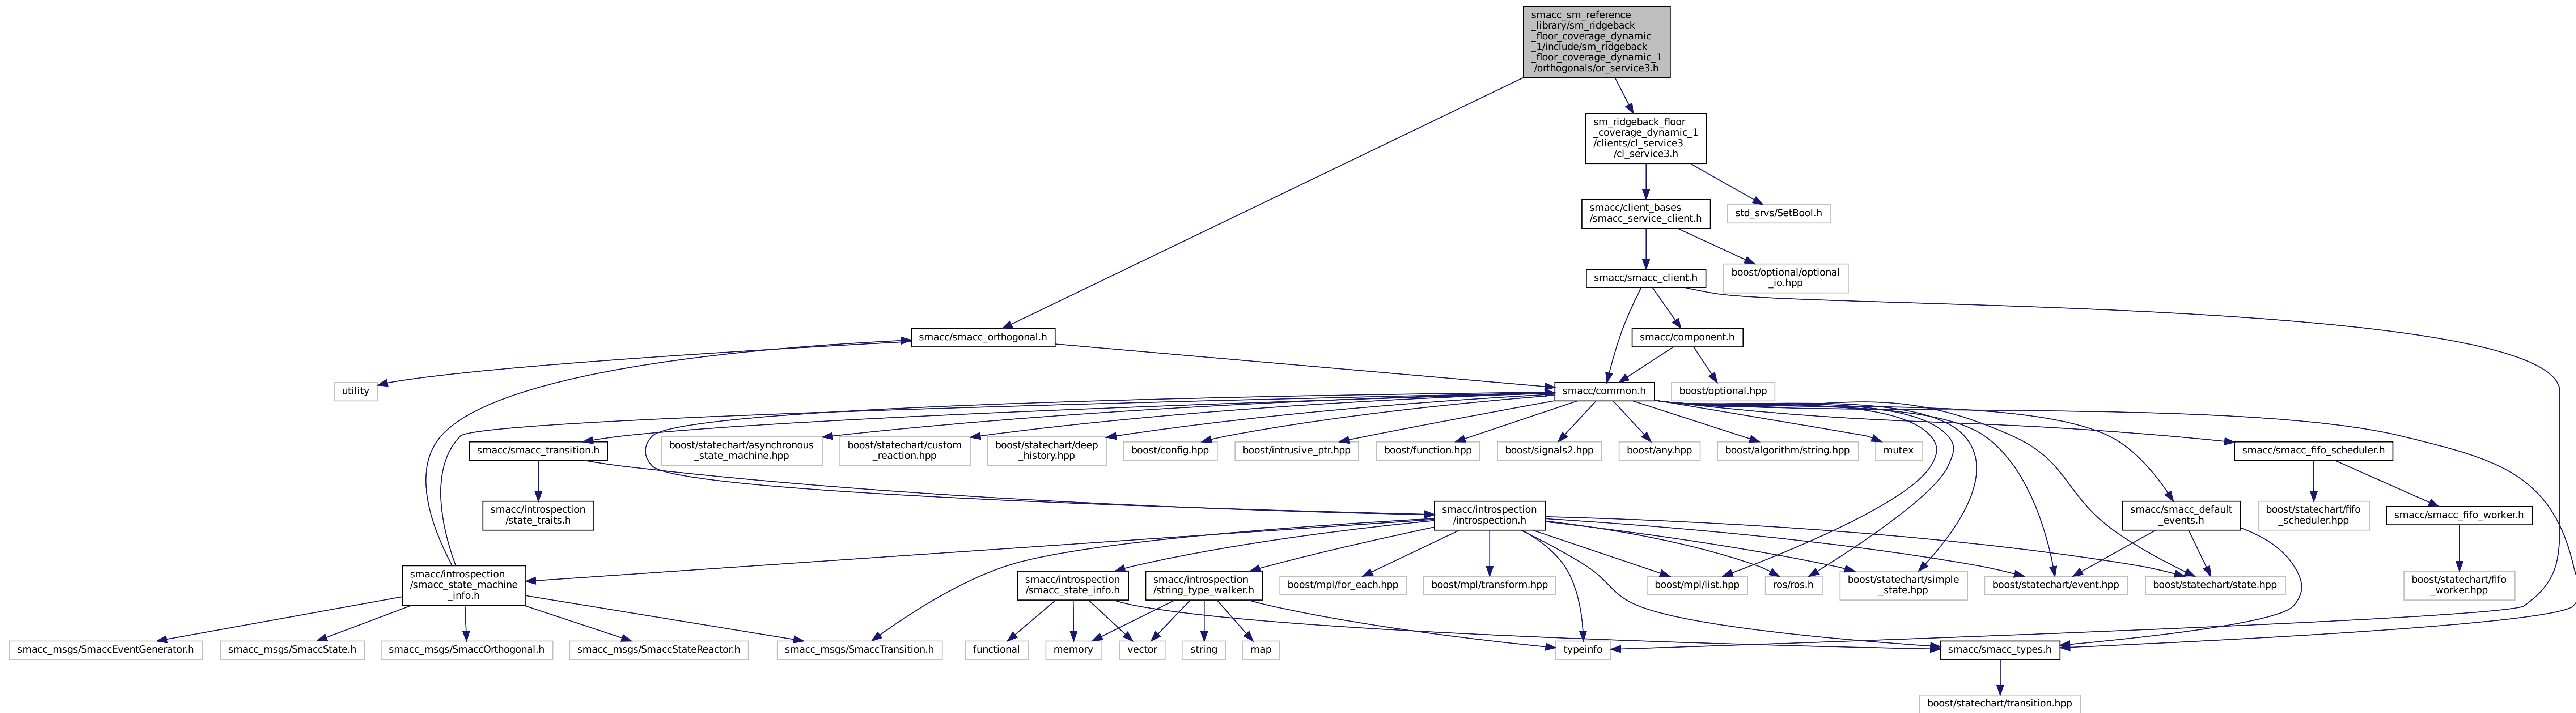 smacc_sm_reference
_library/sm_ridgeback
_floor_coverage_dynamic
_1/include/sm_ridgeback
_floor_coverage_dynamic_1
/orthogonals/or_service3.h
sm_ridgeback_floor
_coverage_dynamic_1
/clients/cl_service3
/cl_service3.h
smacc/client_bases
/smacc_service_client.h
std_srvs/SetBool.h
smacc/smacc_client.h
boost/optional/optional
_io.hpp
smacc/smacc_orthogonal.h
smacc/component.h
utility
smacc/common.h
boost/optional.hpp
smacc/smacc_transition.h
boost/statechart/asynchronous
_state_machine.hpp
boost/statechart/custom
_reaction.hpp
boost/statechart/deep
_history.hpp
boost/config.hpp
boost/intrusive_ptr.hpp
boost/function.hpp
boost/signals2.hpp
boost/any.hpp
boost/algorithm/string.hpp
mutex
smacc/smacc_fifo_scheduler.h
smacc/introspection
/state_traits.h
smacc/introspection
/introspection.h
smacc/smacc_default
_events.h
boost/statechart/fifo
_scheduler.hpp
smacc/smacc_fifo_worker.h
smacc/introspection
/smacc_state_machine
_info.h
smacc/introspection
/smacc_state_info.h
smacc/introspection
/string_type_walker.h
boost/mpl/for_each.hpp
boost/mpl/transform.hpp
boost/mpl/list.hpp
ros/ros.h
boost/statechart/simple
_state.hpp
boost/statechart/event.hpp
boost/statechart/state.hpp
boost/statechart/fifo
_worker.hpp
smacc_msgs/SmaccEventGenerator.h
smacc_msgs/SmaccState.h
smacc_msgs/SmaccOrthogonal.h
smacc_msgs/SmaccStateReactor.h
smacc_msgs/SmaccTransition.h
functional
memory
vector
string
map
typeinfo
smacc/smacc_types.h
boost/statechart/transition.hpp